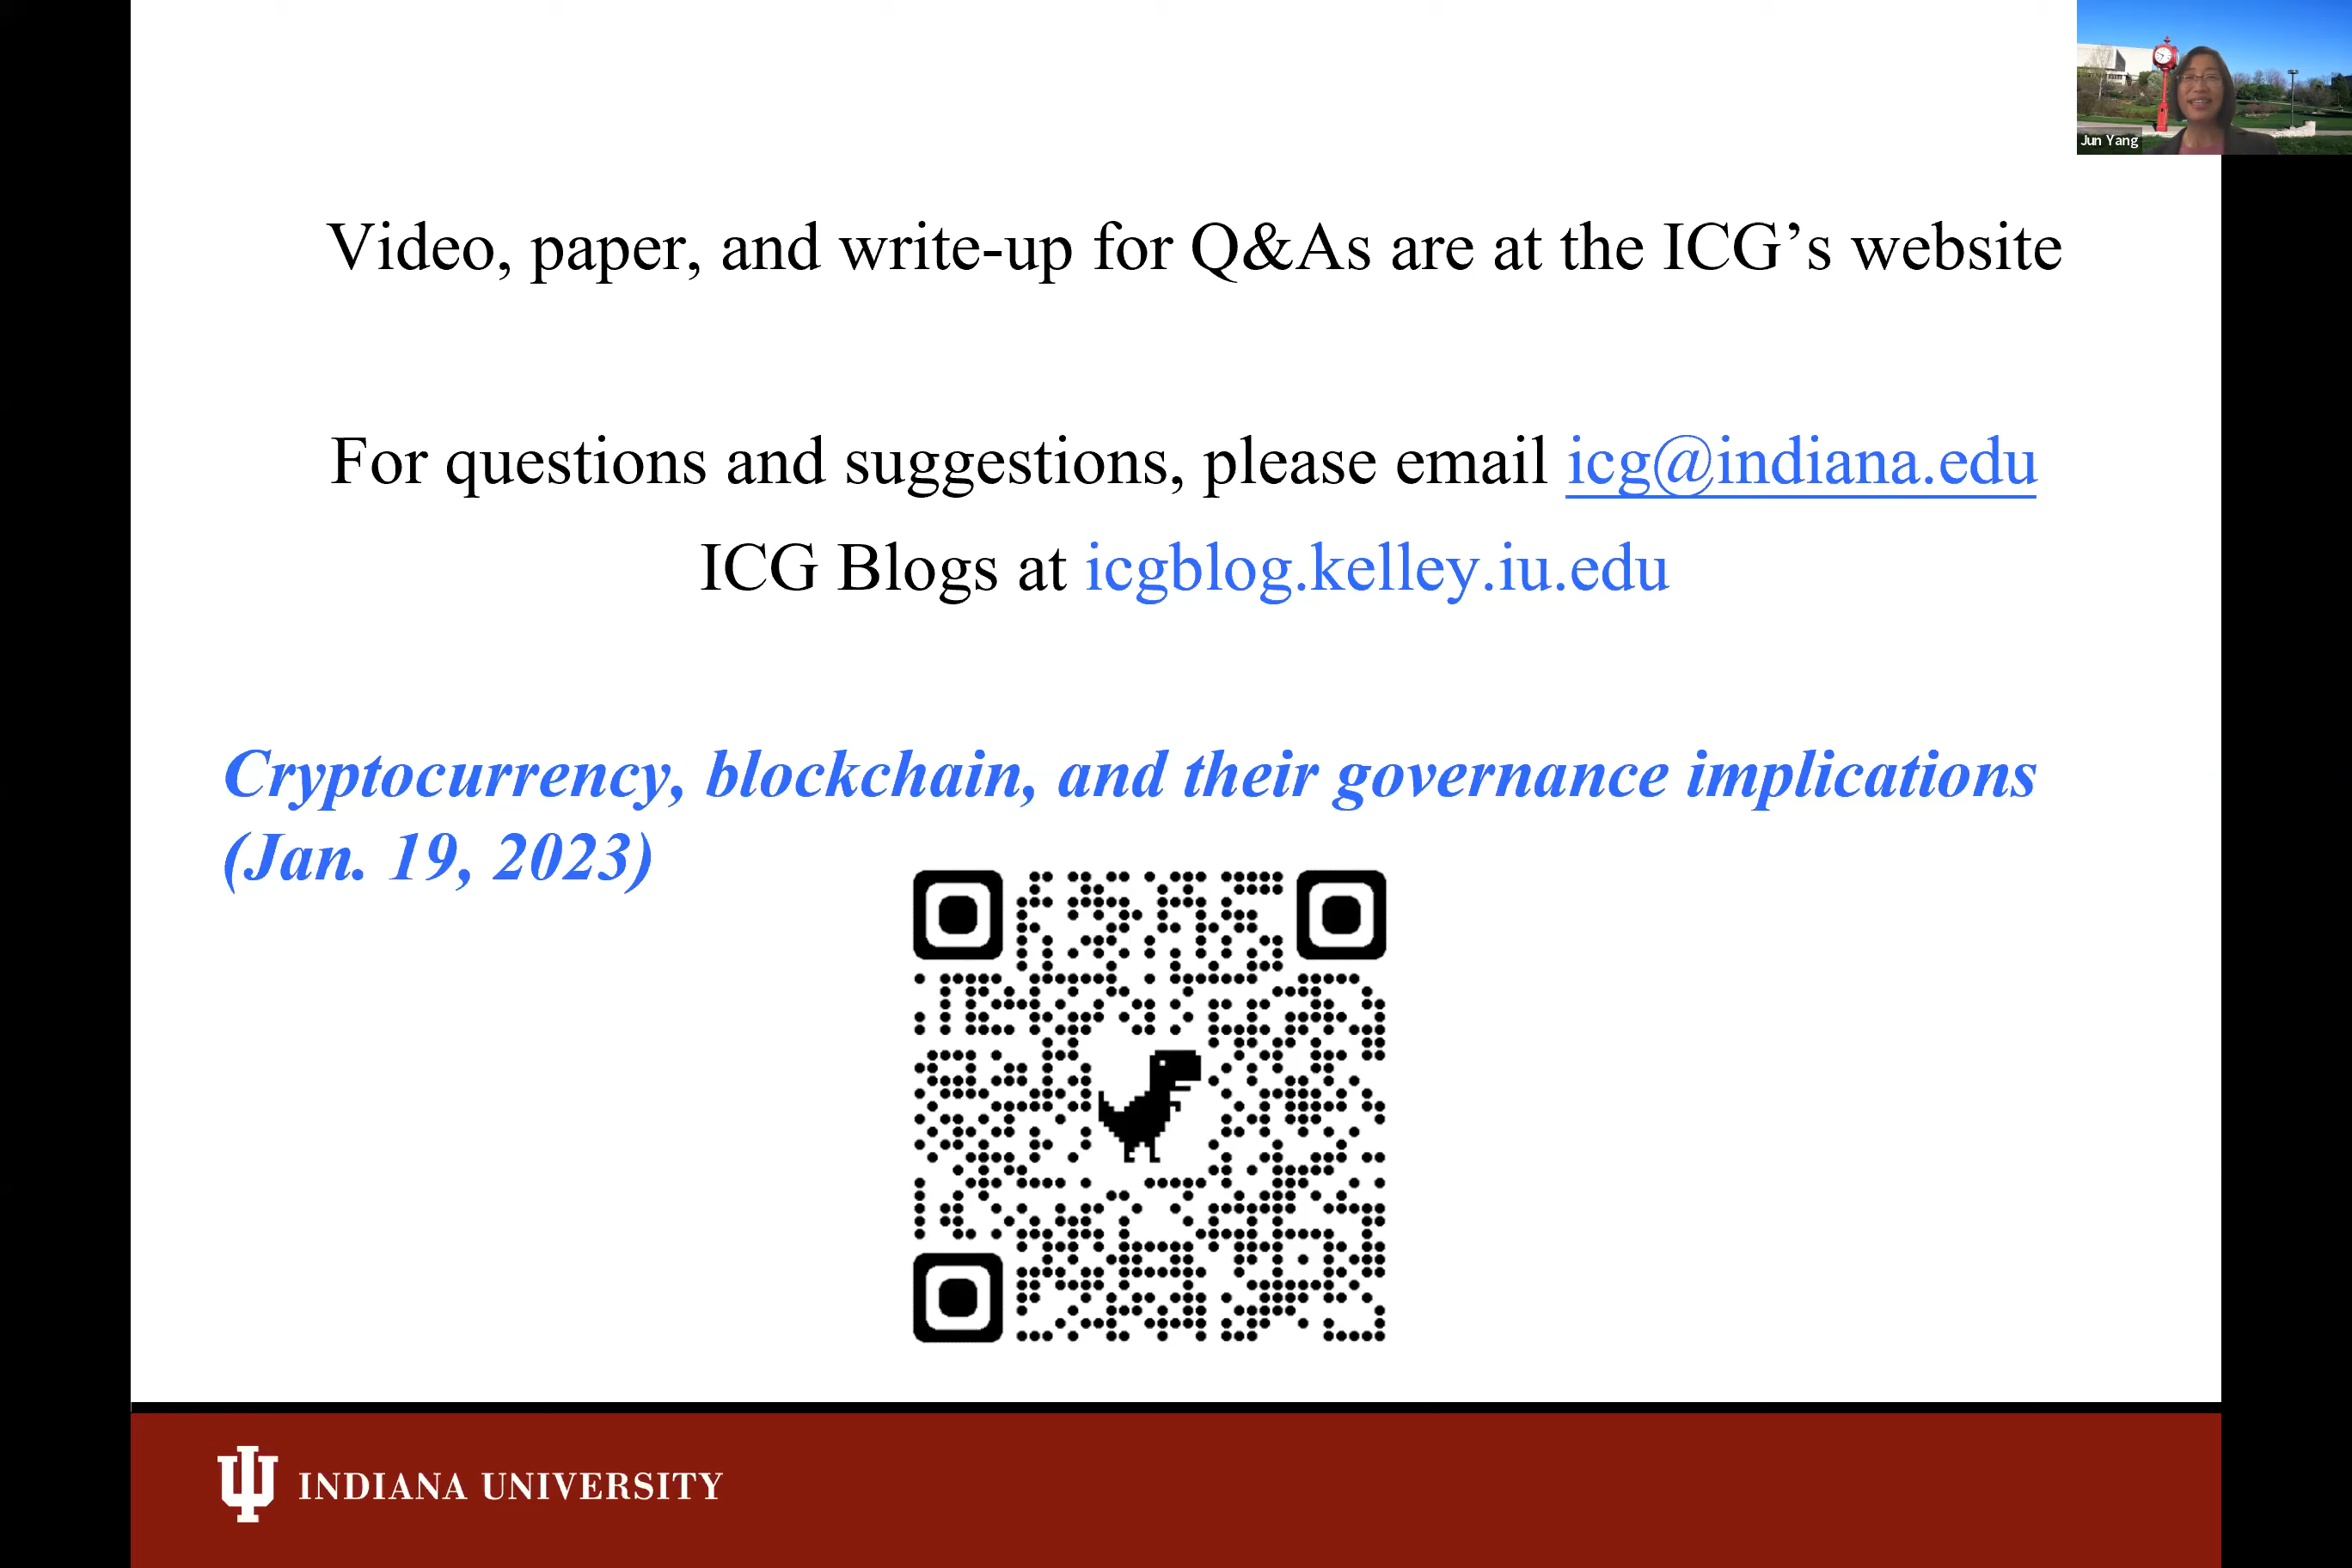 Jun Yang
Video, paper, and write-up for Q&As are at the ICG’s website
For questions and suggestions, please email icg@indiana.edu
ICG Blogs at icgblog.kelley.iu.edu
Cryptocurrency, blockchain, and their governance implications
(Jan. 19, 2023)
INDIANA UNIVERSITY